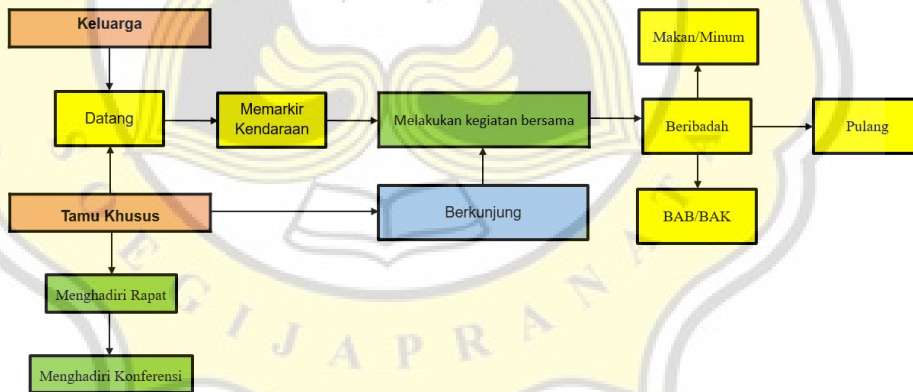 Keluarga
Makan/Minum
Datang
Memarkir
Kendaraan
Melakukan kegiatan bersama
Beribadah
Pulang
Tamu Khusus
Berkunjung
BAB/BAK
Menghadiri Rapat
Menghadiri Konferensi
SOEGIJAPRANATA